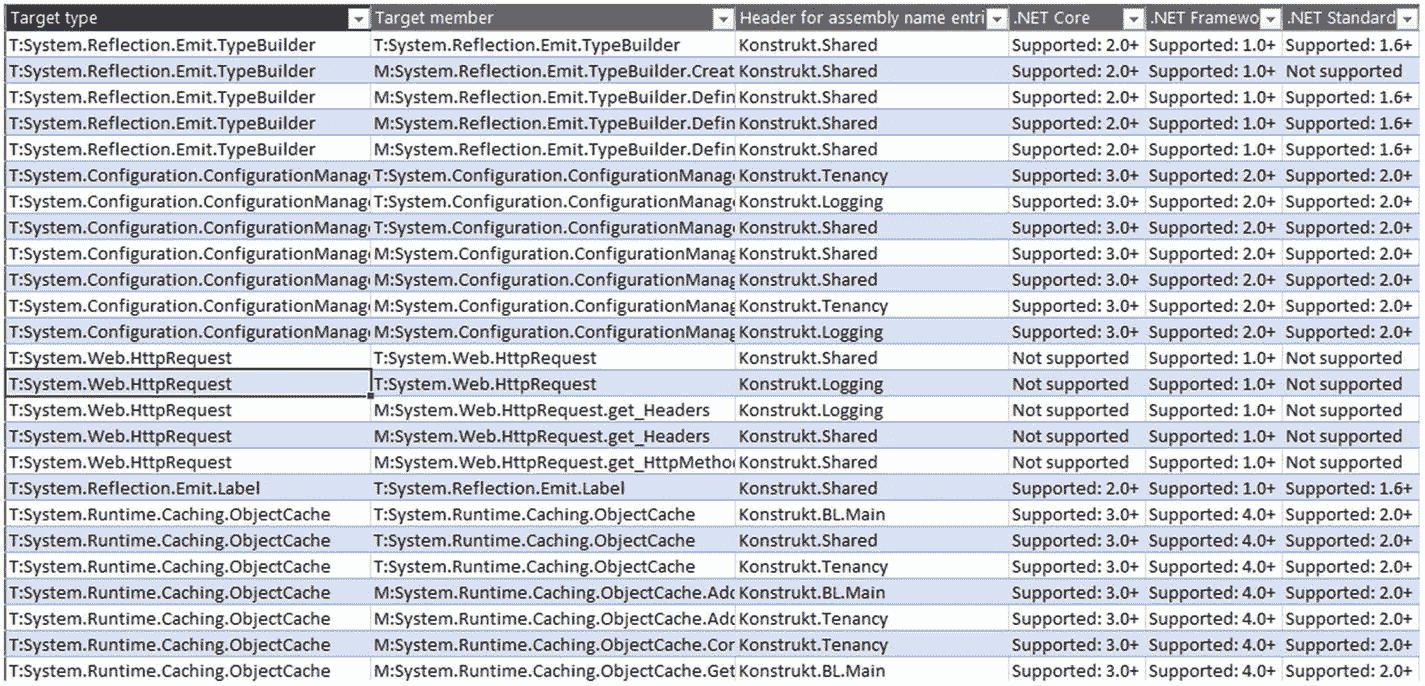 Target type Target member Header for assembly name entri .NET Core .NET Framewo .NET Standard
T:System.Reflection.Emit.TypeBuilder T:System.Reflection.Emit.TypeBuilder Konstrukt.Shared Supported: 2.0+ Supported: 1.0+ Supported: 1.6+
T:System.Reflection.Emit.TypeBuilder M:System.Reflection.Emit.TypeBuilder.Creat Konstrukt.Shared Supported: 2.0+ Supported: 1.0+ Not supported
T:System.Reflection.Emit.TypeBuilder M:System.Reflection.Emit.TypeBuilder.Defin Konstrukt.Shared Supported: 2.0+ Supported: 1.0+ Supported: 1.6+
T:System.Reflection.Emit.TypeBuilder M:System.Reflection.Emit.TypeBuilder.Defin Konstrukt.Shared Supported: 2.0+ Supported: 1.0+ Supported: 1.6+
T:System.Reflection.Emit.TypeBuilder M:System.Reflection.Emit.TypeBuilder.Defin Konstrukt.Shared Supported: 2.0+ Supported: 1.0+ Supported: 1.6+
T:System.Configuration.ConfigurationManage T:System.Configuration.ConfigurationManage Konstrukt.Tenancy Supported: 3.0+ Supported: 2.0+ Supported: 2.0+
T:System.Configuration.ConfigurationManage T:System.Configuration.ConfigurationManage Konstrukt.Logging Supported: 3.0+ Supported: 2.0+ Supported: 2.0+
T:System.Configuration.ConfigurationManage T:System.Configuration.ConfigurationManage Konstrukt.Shared Supported: 3.0+ Supported: 2.0+ Supported: 2.0+
T:System.Configuration.ConfigurationManage M:System.Configuration.ConfigurationManag Konstrukt.Shared Supported: 3.0+ Supported: 2.0+ Supported: 2.0+
T:System.Configuration.ConfigurationManage M:System.Configuration.ConfigurationManag Konstrukt.Shared Supported: 3.0+ Supported: 2.0+ Supported: 2.0+
T:System.Configuration.ConfigurationManage M:System.Configuration.ConfigurationManag Konstrukt.Tenancy Supported: 3.0+ Supported: 2.0+ Supported: 2.0+
T:System.Configuration.ConfigurationManage M:System.Configuration.ConfigurationManag Konstrukt.Logging Supported: 3.0+ Supported: 2.0+ Supported: 2.0+
T:System.Web.HttpRequest T:System.Web.HttpRequest Konstrukt.Shared Not supported Supported: 1.0+ Not supported
T:System.Web.HttpRequest T:System.Web.HttpRequest Konstrukt.Logging Not supported Supported: 1.0+ Not supported
T:System.Web.HttpRequest M:System.Web.HttpRequest.get_Headers Konstrukt.Logging Not supported Supported: 1.0+ Not supported
T:System.Web.HttpRequest M:System.Web.HttpRequest.get_Headers Konstrukt.Shared Not supported Supported: 1.0+ Not supported
T:System.Web.HttpRequest M:System.Web.HttpRequest.get_HttpMetho Konstrukt.Shared Not supported Supported: 1.0+ Not supported
T:System.Reflection.Emit.Label T:System.Reflection.Emit.Label Konstrukt.Shared Supported: 2.0+ Supported: 1.0+ Supported: 1.6+
T:System.Runtime.Caching.ObjectCache T:System.Runtime.Caching.ObjectCache Konstrukt.BL.Main Supported: 3.0+ Supported: 4.0+ Supported: 2.0+
T:System.Runtime.Caching.ObjectCache T:System.Runtime.Caching.ObjectCache Konstrukt.Shared Supported: 3.0+ Supported: 4.0+ Supported: 2.0+
T:System.Runtime.Caching.ObjectCache T:System.Runtime.Caching.ObjectCache Konstrukt.Tenancy Supported: 3.0+ Supported: 4.0+ Supported: 2.0+
T:System.Runtime.Caching.ObjectCache M:System.Runtime.Caching.ObjectCache.Add Konstrukt.BL.Main Supported: 3.0+ Supported: 4.0+ Supported: 2.0+
T:System.Runtime.Caching.ObjectCache M:System.Runtime.Caching.ObjectCache.Add Konstrukt.Tenancy Supported: 3.0+ Supported: 4.0+ Supported: 2.0+
T:System.Runtime.Caching.ObjectCache M:System.Runtime.Caching.ObjectCache.Con Konstrukt.Tenancy Supported: 3.0+ Supported: 4.0+ Supported: 2.0+
T:System.Runtime.Caching.ObjectCache M:System.Runtime.Caching.ObjectCache.Get Konstrukt.BL.Main Supported: 3.0+ Supported: 4.0+ Supported: 2.0+